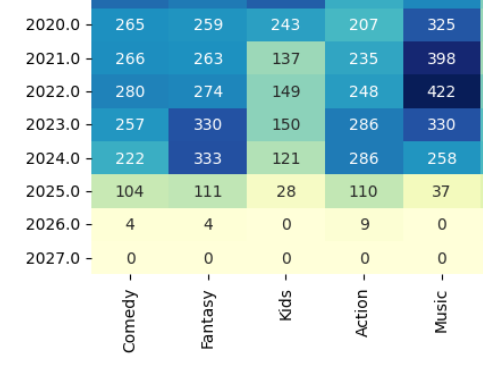 2020.0 265 259 243 207 325
2021.0 266 263 137 235 398
2022.0 280 274 149 248 422
2023.0 257 330 150 286 330
2024.0 222 333 121 286 258
2025.0 104 111 28 110 37
2026.0 4 4 0 9 0
2027.0 0 0 0 0 0
Comedy Fantasy Kids Action Music